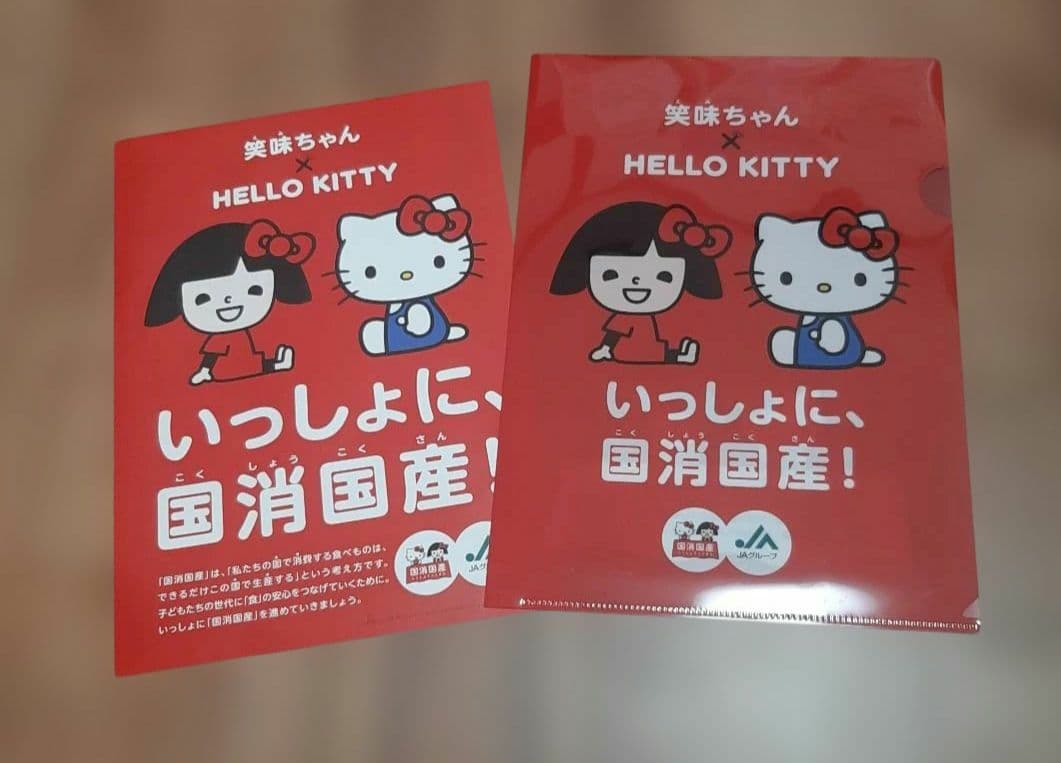 笑味ちゃん
×
HELLO KITTY
いっしょに、
こくしょうこくさん
国消国産!
「国消国産」は、「私たちの国で消費する食べものは、
できるだけこの国で生産する」という考え方です。
子どもたちの世代に「食」の安心をつなげていくために。
いっしょに「国消国産」を進めていきましょう。
国消国産
JAグ
笑味ちゃん
×
HELLO KITTY
いっしょに、
こくしょうこくさん
国消国産!
国消国産
JAグループ